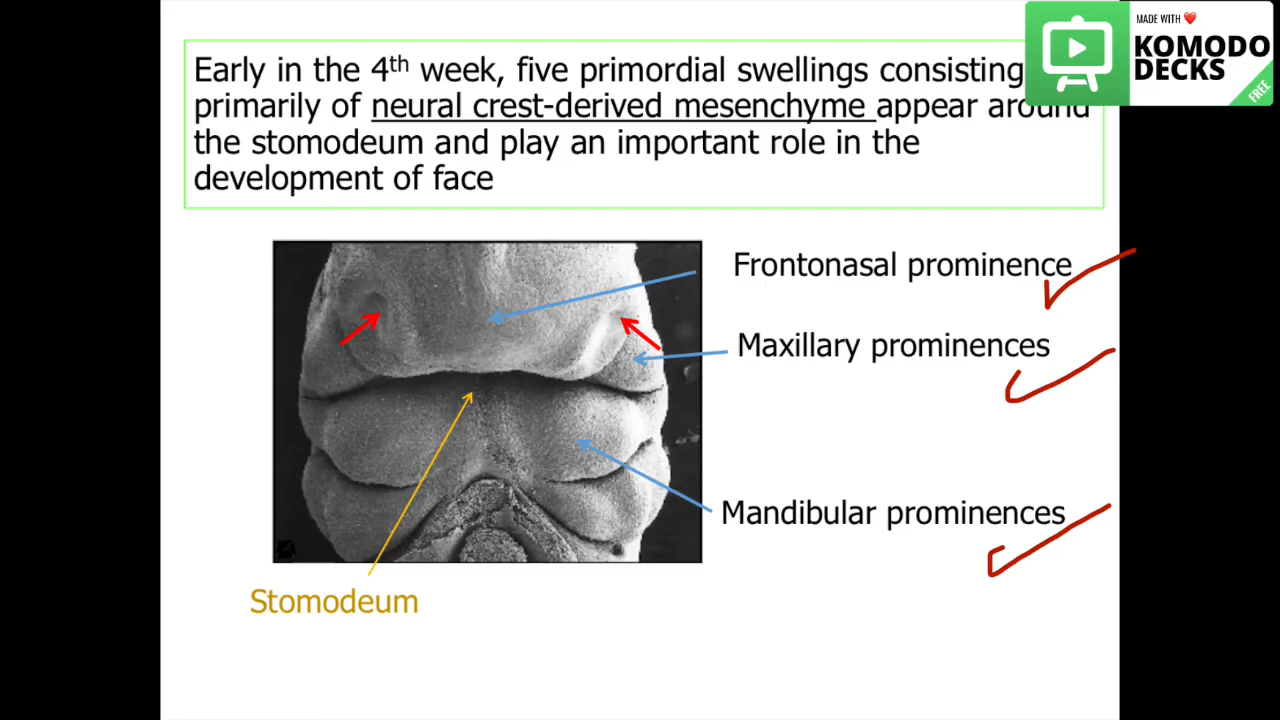 MADE WITH ❤️
KOMODO
DECKS
FREE
Early in the 4th week, five primordial swellings consisting
primarily of neural crest-derived mesenchyme appear around
the stomodeum and play an important role in the
development of face
Frontonasal prominence
Maxillary prominences
Mandibular prominences
Stomodeum